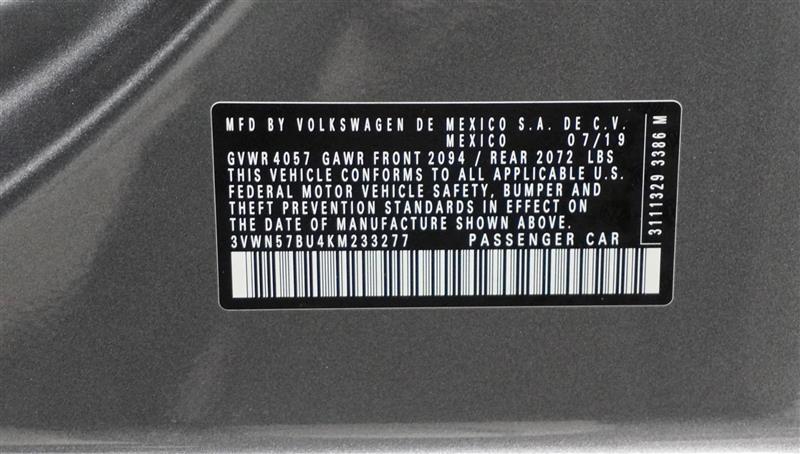 MFD BY VOLKSWAGEN DE MEXICO S.A. DE C.V.
MEXICO 07/19
GVWR 4057 GAWR FRONT 2094 / REAR 2072 LBS
THIS VEHICLE CONFORMS TO ALL APPLICABLE U.S.
FEDERAL MOTOR VEHICLE SAFETY, BUMPER AND
THEFT PREVENTION STANDARDS IN EFFECT ON
THE DATE OF MANUFACTURE SHOWN ABOVE.
3VWN57BU4KM233277 PASSENGER CAR
3111329 3386 M